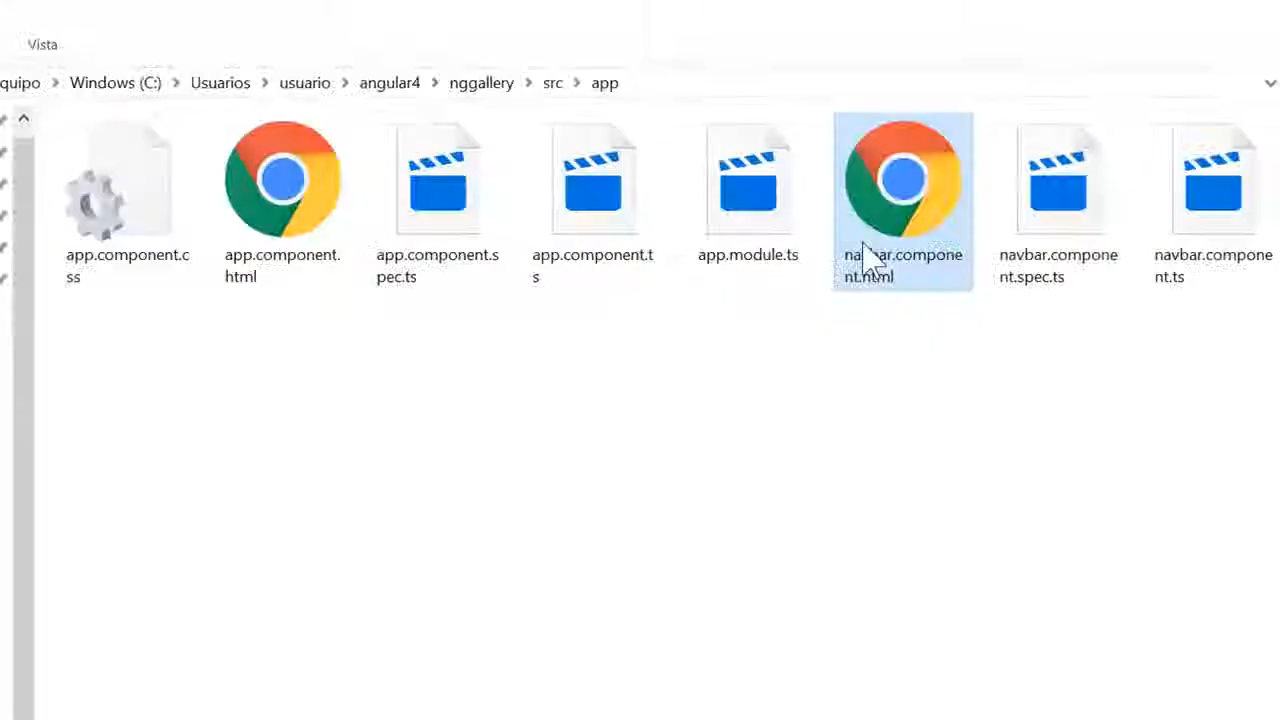 Vista
quipo > Windows (C:) > Usuarios > usuario > angular4 > nggallery > src > app
app.component.c
ss
app.component.
html
app.component.s
pec.ts
app.component.t
s
app.module.ts
navbar.compone
nt.html
navbar.compone
nt.spec.ts
navbar.compone
nt.ts